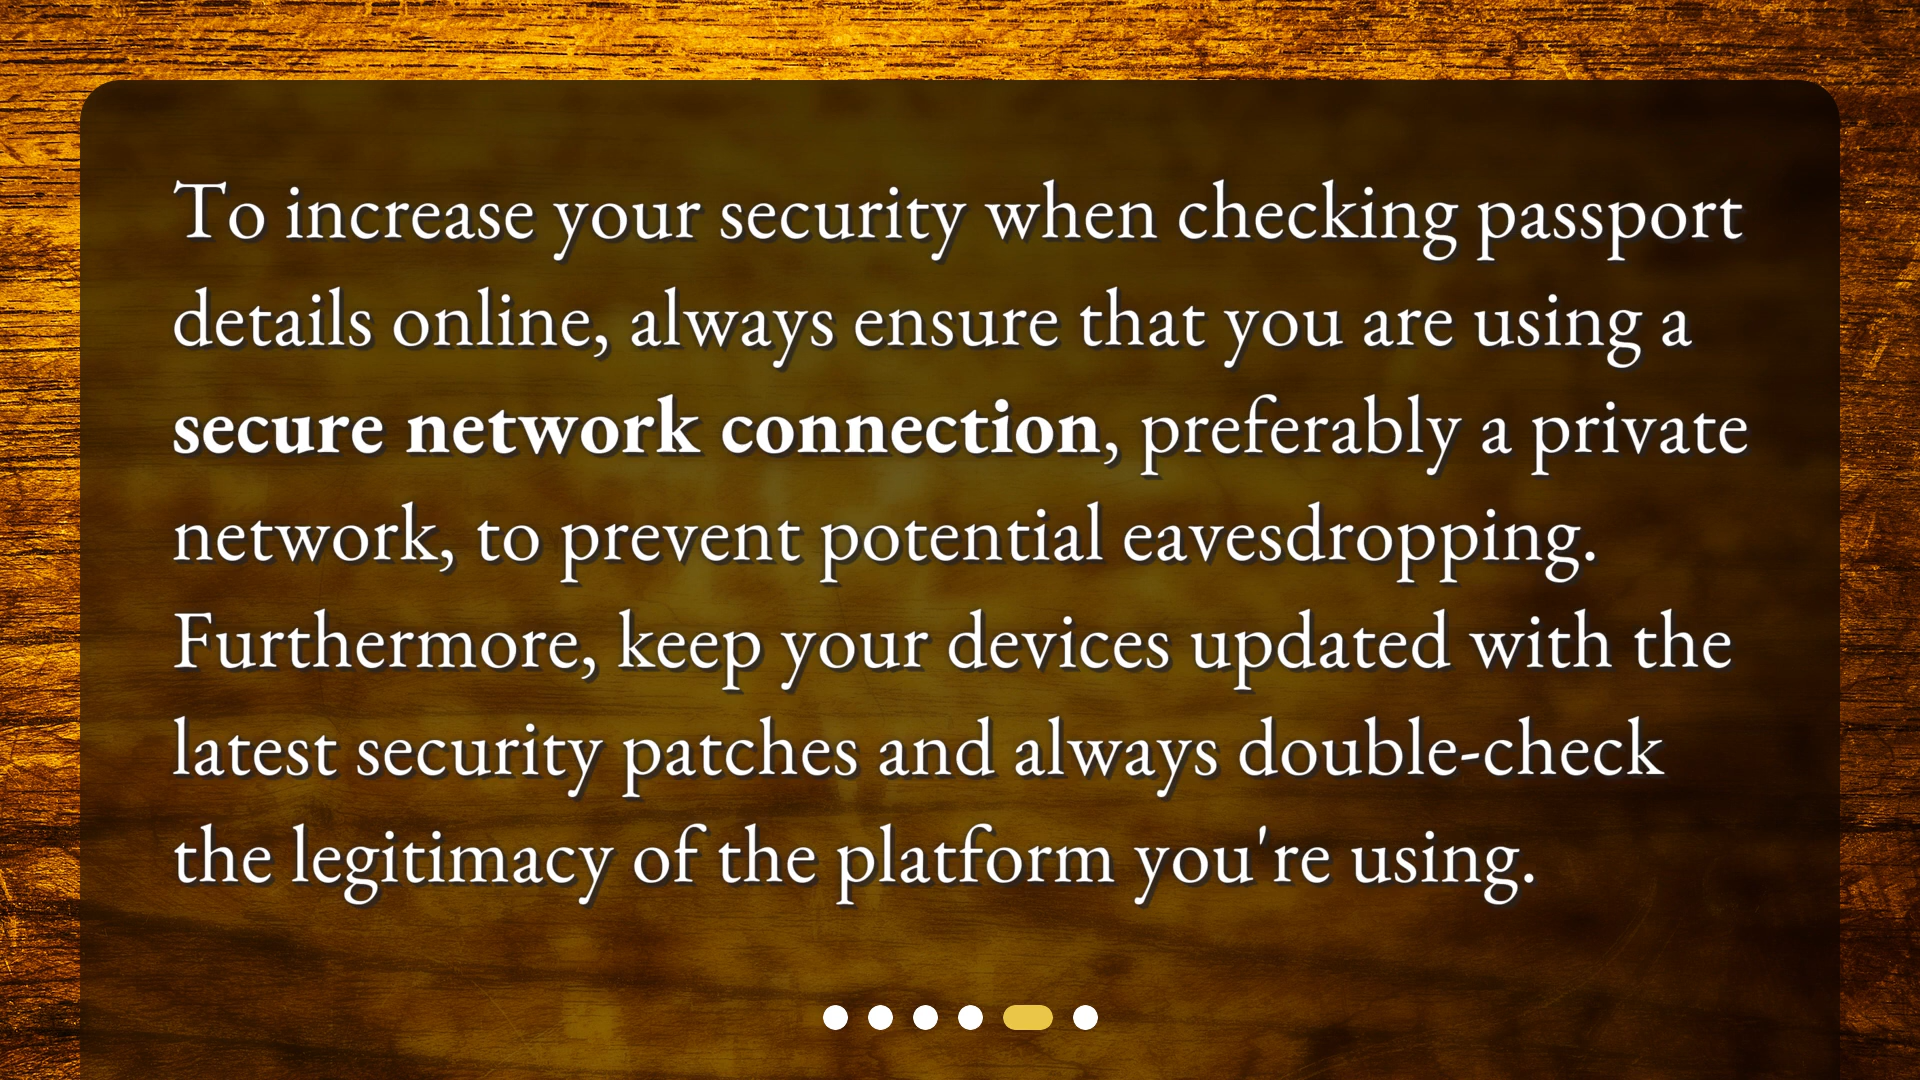 To increase your security when checking passport
details online, always ensure that you are using a
secure network connection, preferably a private
network, to prevent potential eavesdropping.
Furthermore, keep your devices updated with the
latest security patches and always double-check
the legitimacy of the platform you're using.